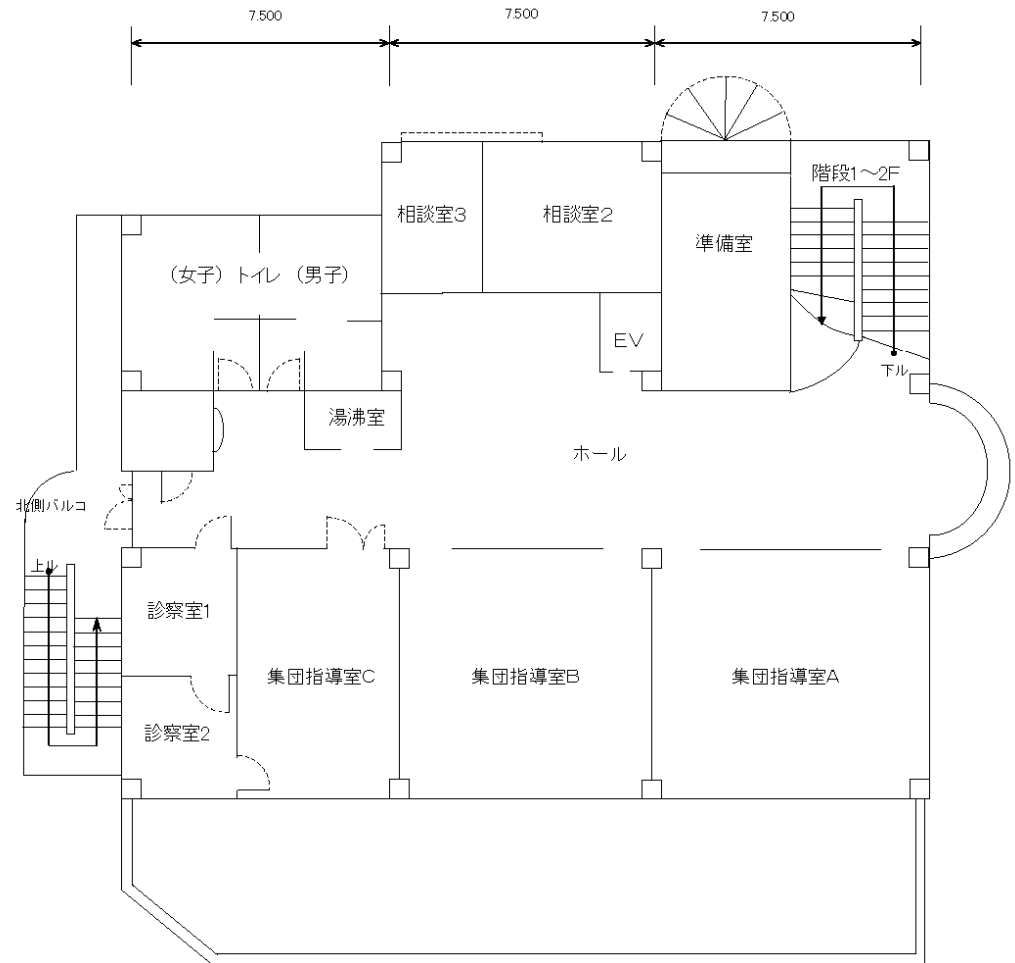 7.500
7.500
7.500
階段1～2F
相談室3
相談室2
準備室
（女子）トイレ（男子）
EV
下ル
湯沸室
ホール
北側バルコ
上ル
診察室1
集団指導室C
集団指導室B
集団指導室A
診察室2